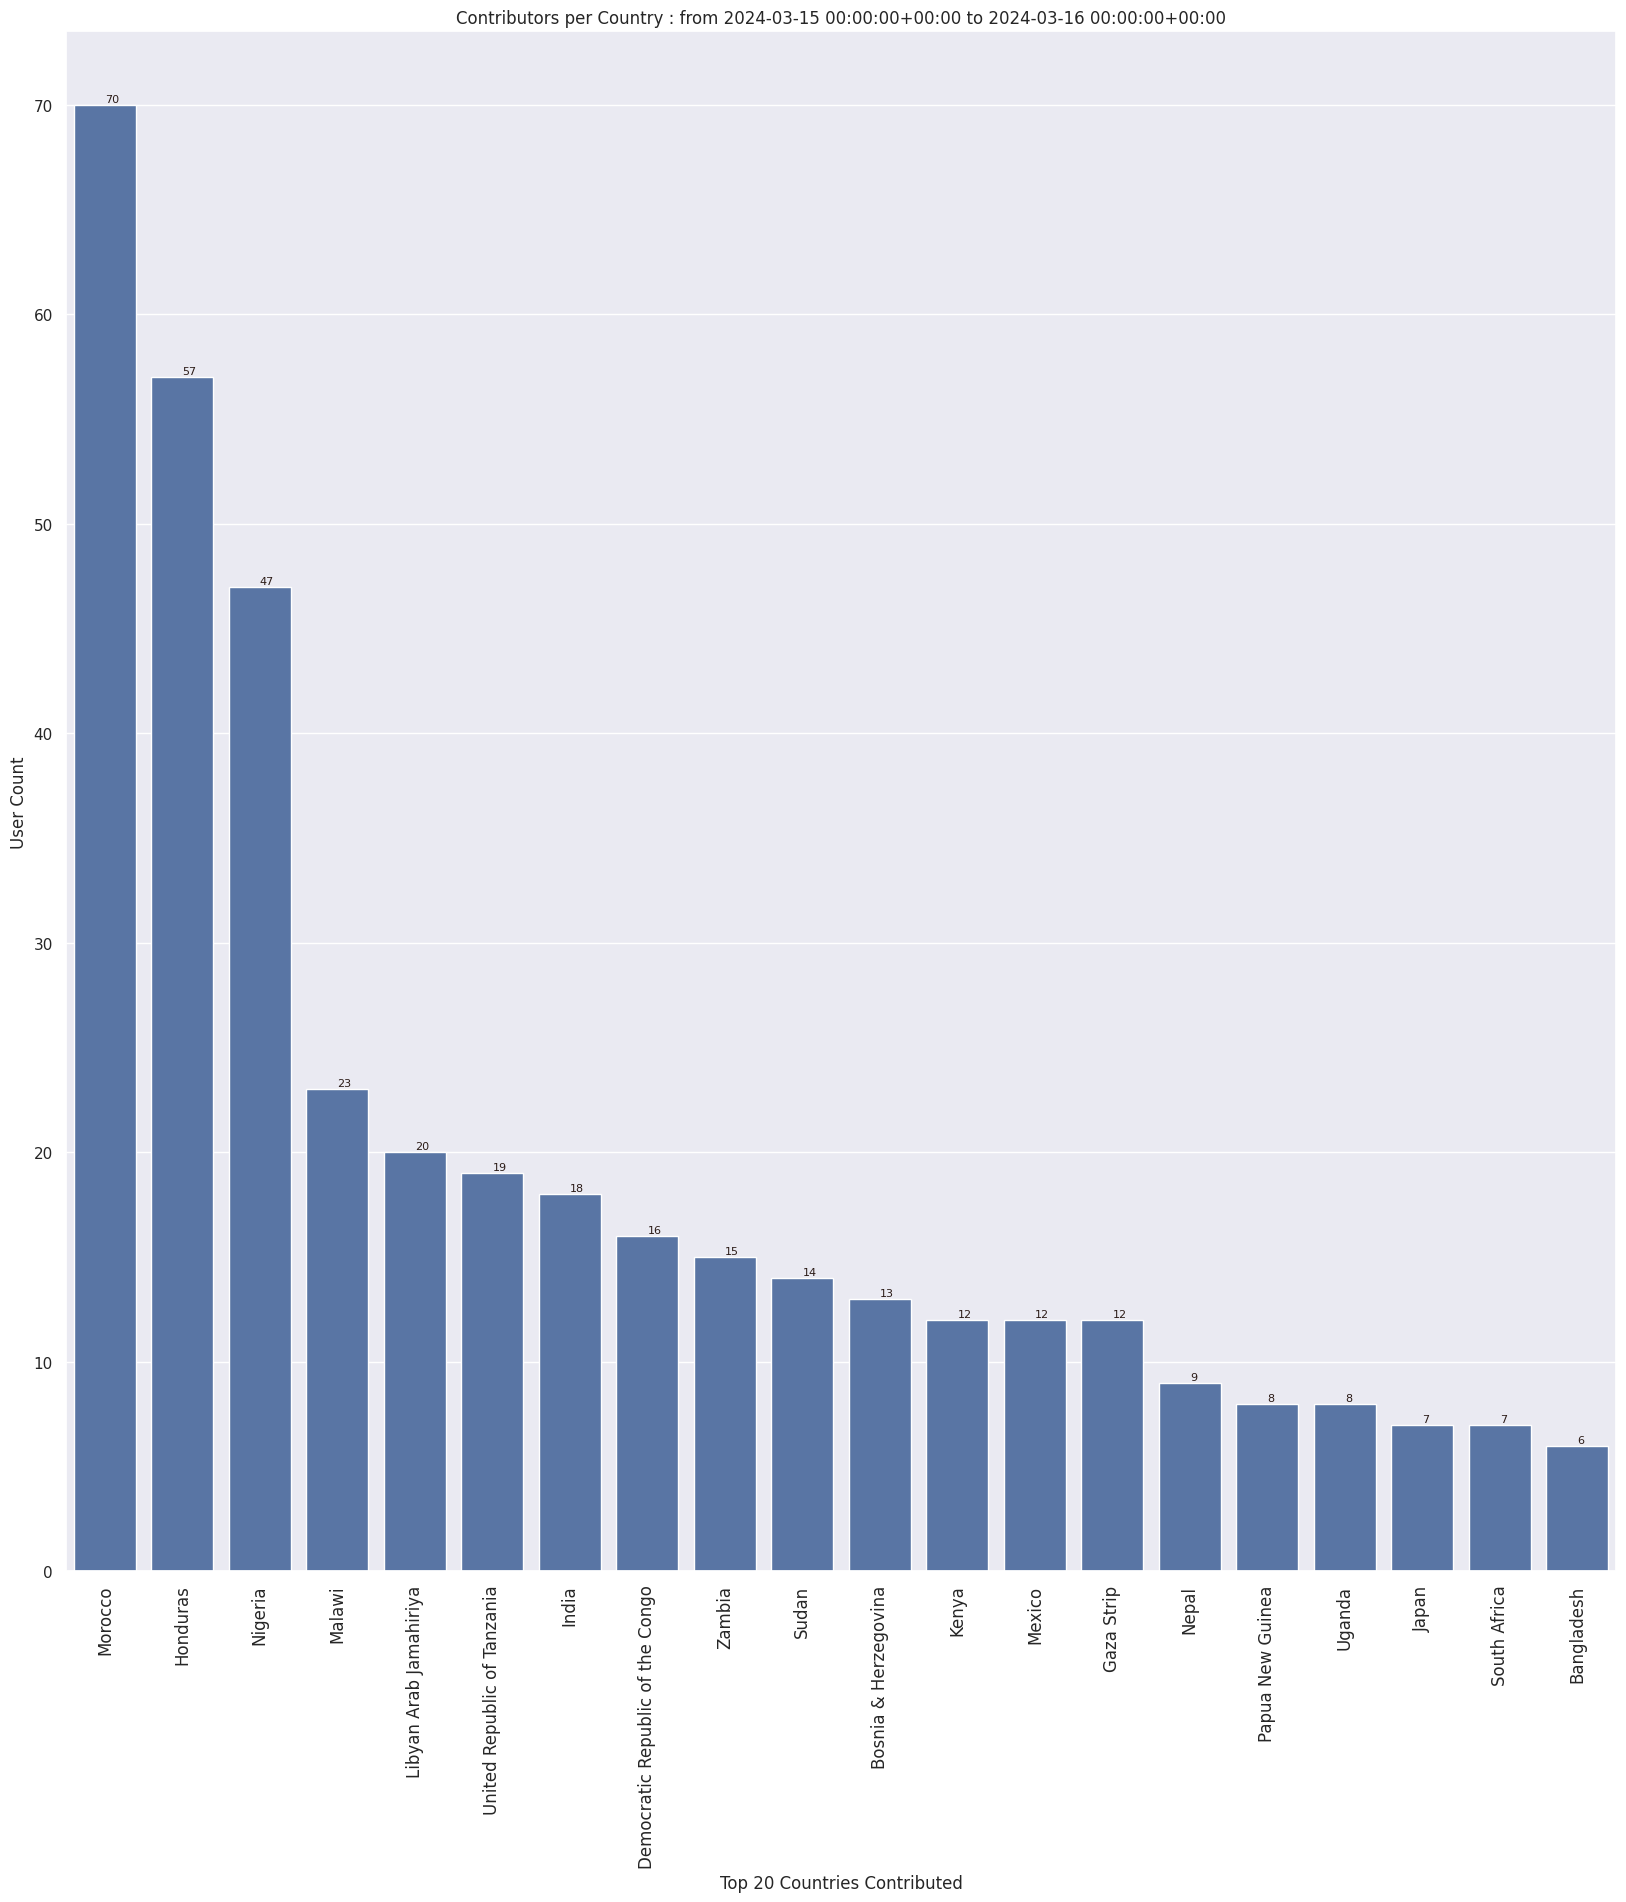 Contributors per Country : from 2024-03-15 00:00:00+00:00 to 2024-03-16 00:00:00+00:00
User Count
70
60
50
40
30
20
10
0
70
57
47
23
20
19
18
16
15
14
13
12
12
12
9
8
8
7
7
6
Morocco
Honduras
Nigeria
Malawi
Libyan Arab Jamahiriya
United Republic of Tanzania
India
Democratic Republic of the Congo
Zambia
Sudan
Bosnia & Herzegovina
Kenya
Mexico
Gaza Strip
Nepal
Papua New Guinea
Uganda
Japan
South Africa
Bangladesh
Top 20 Countries Contributed